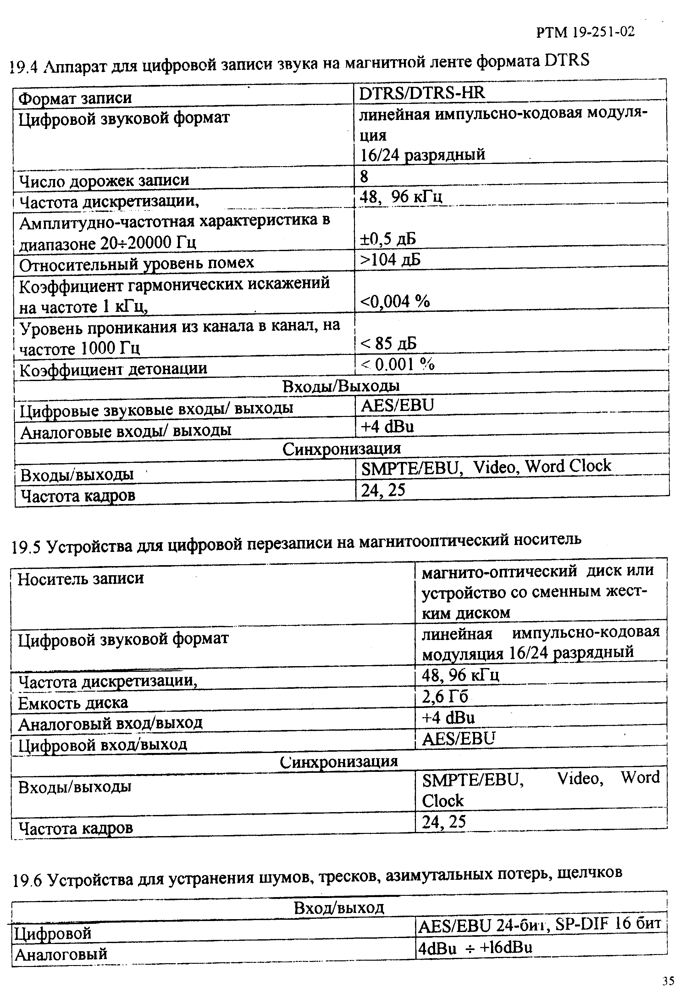 РТМ 19-251-02
19.4 Аппарат для цифровой записи звука на магнитной ленте формата DTRS
Формат записи DTRS/DTRS-HR
Цифровой звуковой формат линейная импульсно-кодовая модуля-
ция
16/24 разрядный
Число дорожек записи 8
Частота дискретизации, 48, 96 кГц
Амплитудно-частотная характеристика в
диапазоне 20÷20000 Гц ±0,5 дБ
Относительный уровень помех >104 дБ
Коэффициент гармонических искажений
на частоте 1 кГц, <0,004 %
Уровень проникания из канала в канал, на
частоте 1000 Гц < 85 дБ
Коэффициент детонации < 0.001 %
Входы/Выходы
Цифровые звуковые входы/ выходы AES/EBU
Аналоговые входы/ выходы +4 dBu
Синхронизация
Входы/выходы SMPTE/EBU, Video, Word Clock
Частота кадров 24, 25
19.5 Устройства для цифровой перезаписи на магнитооптический носитель
Носитель записи магнито-оптический диск или
устройство со сменным жест-
ким диском
Цифровой звуковой формат линейная импульсно-кодовая
модуляция 16/24 разрядный
Частота дискретизации, 48, 96 кГц
Емкость диска 2,6 Гб
Аналоговый вход/выход +4 dBu
Цифровой вход/выход AES/EBU
Синхронизация
Входы/выходы SMPTE/EBU, Video, Word
Clock
Частота кадров 24, 25
19.6 Устройства для устранения шумов, тресков, азимутальных потерь, щелчков
Вход/выход
Цифровой AES/EBU 24-бит, SP-DIF 16 бит
Аналоговый 4dBu ÷ +16dBu
35